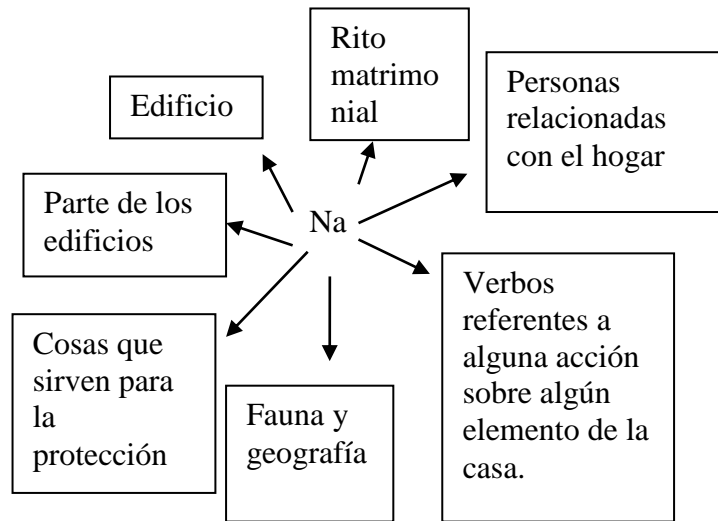 Rito
matrimo
nial
Edificio
Personas
relacionadas
con el hogar
Parte de los
edificios
Na
Verbos
referentes a
alguna acción
sobre algún
elemento de la
casa.
Cosas que
sirven para
la
protección
Fauna y
geografía